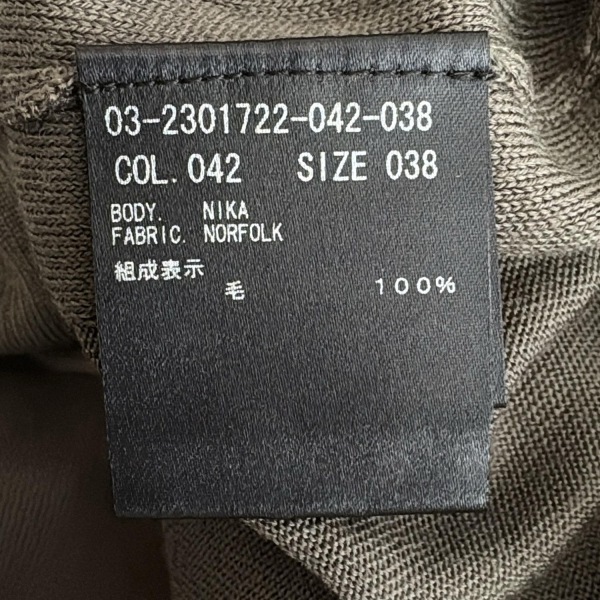 03-2301722-042-038
COL. 042 SIZE 038
BODY. NIKA
FABRIC. NORFOLK
組成表示
毛 100%